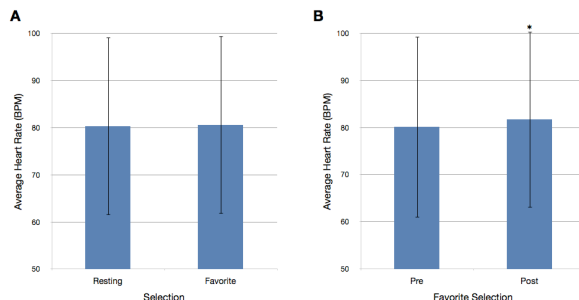 A
100
90
80
70
60
50
Average Heart Rate (BPM)
Resting
Favorite
Selection
B
*
100
90
80
70
60
50
Average Heart Rate (BPM)
Pre
Post
Favorite Selection